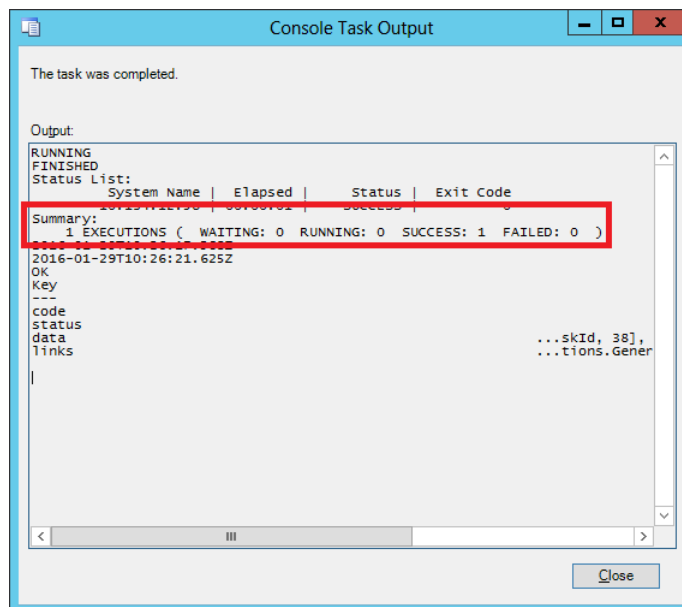 Console Task Output
The task was completed.
Output:
RUNNING
FINISHED
Status List:
System Name | Elapsed | Status | Exit Code
Summary:
1 EXECUTIONS ( WAITING: 0 RUNNING: 0 SUCCESS: 1 FAILED: 0 )
2016-01-29T10:26:21.625Z
OK
Key
---
code
status
data ...skId, 38],
links ...tions.Gener
Close